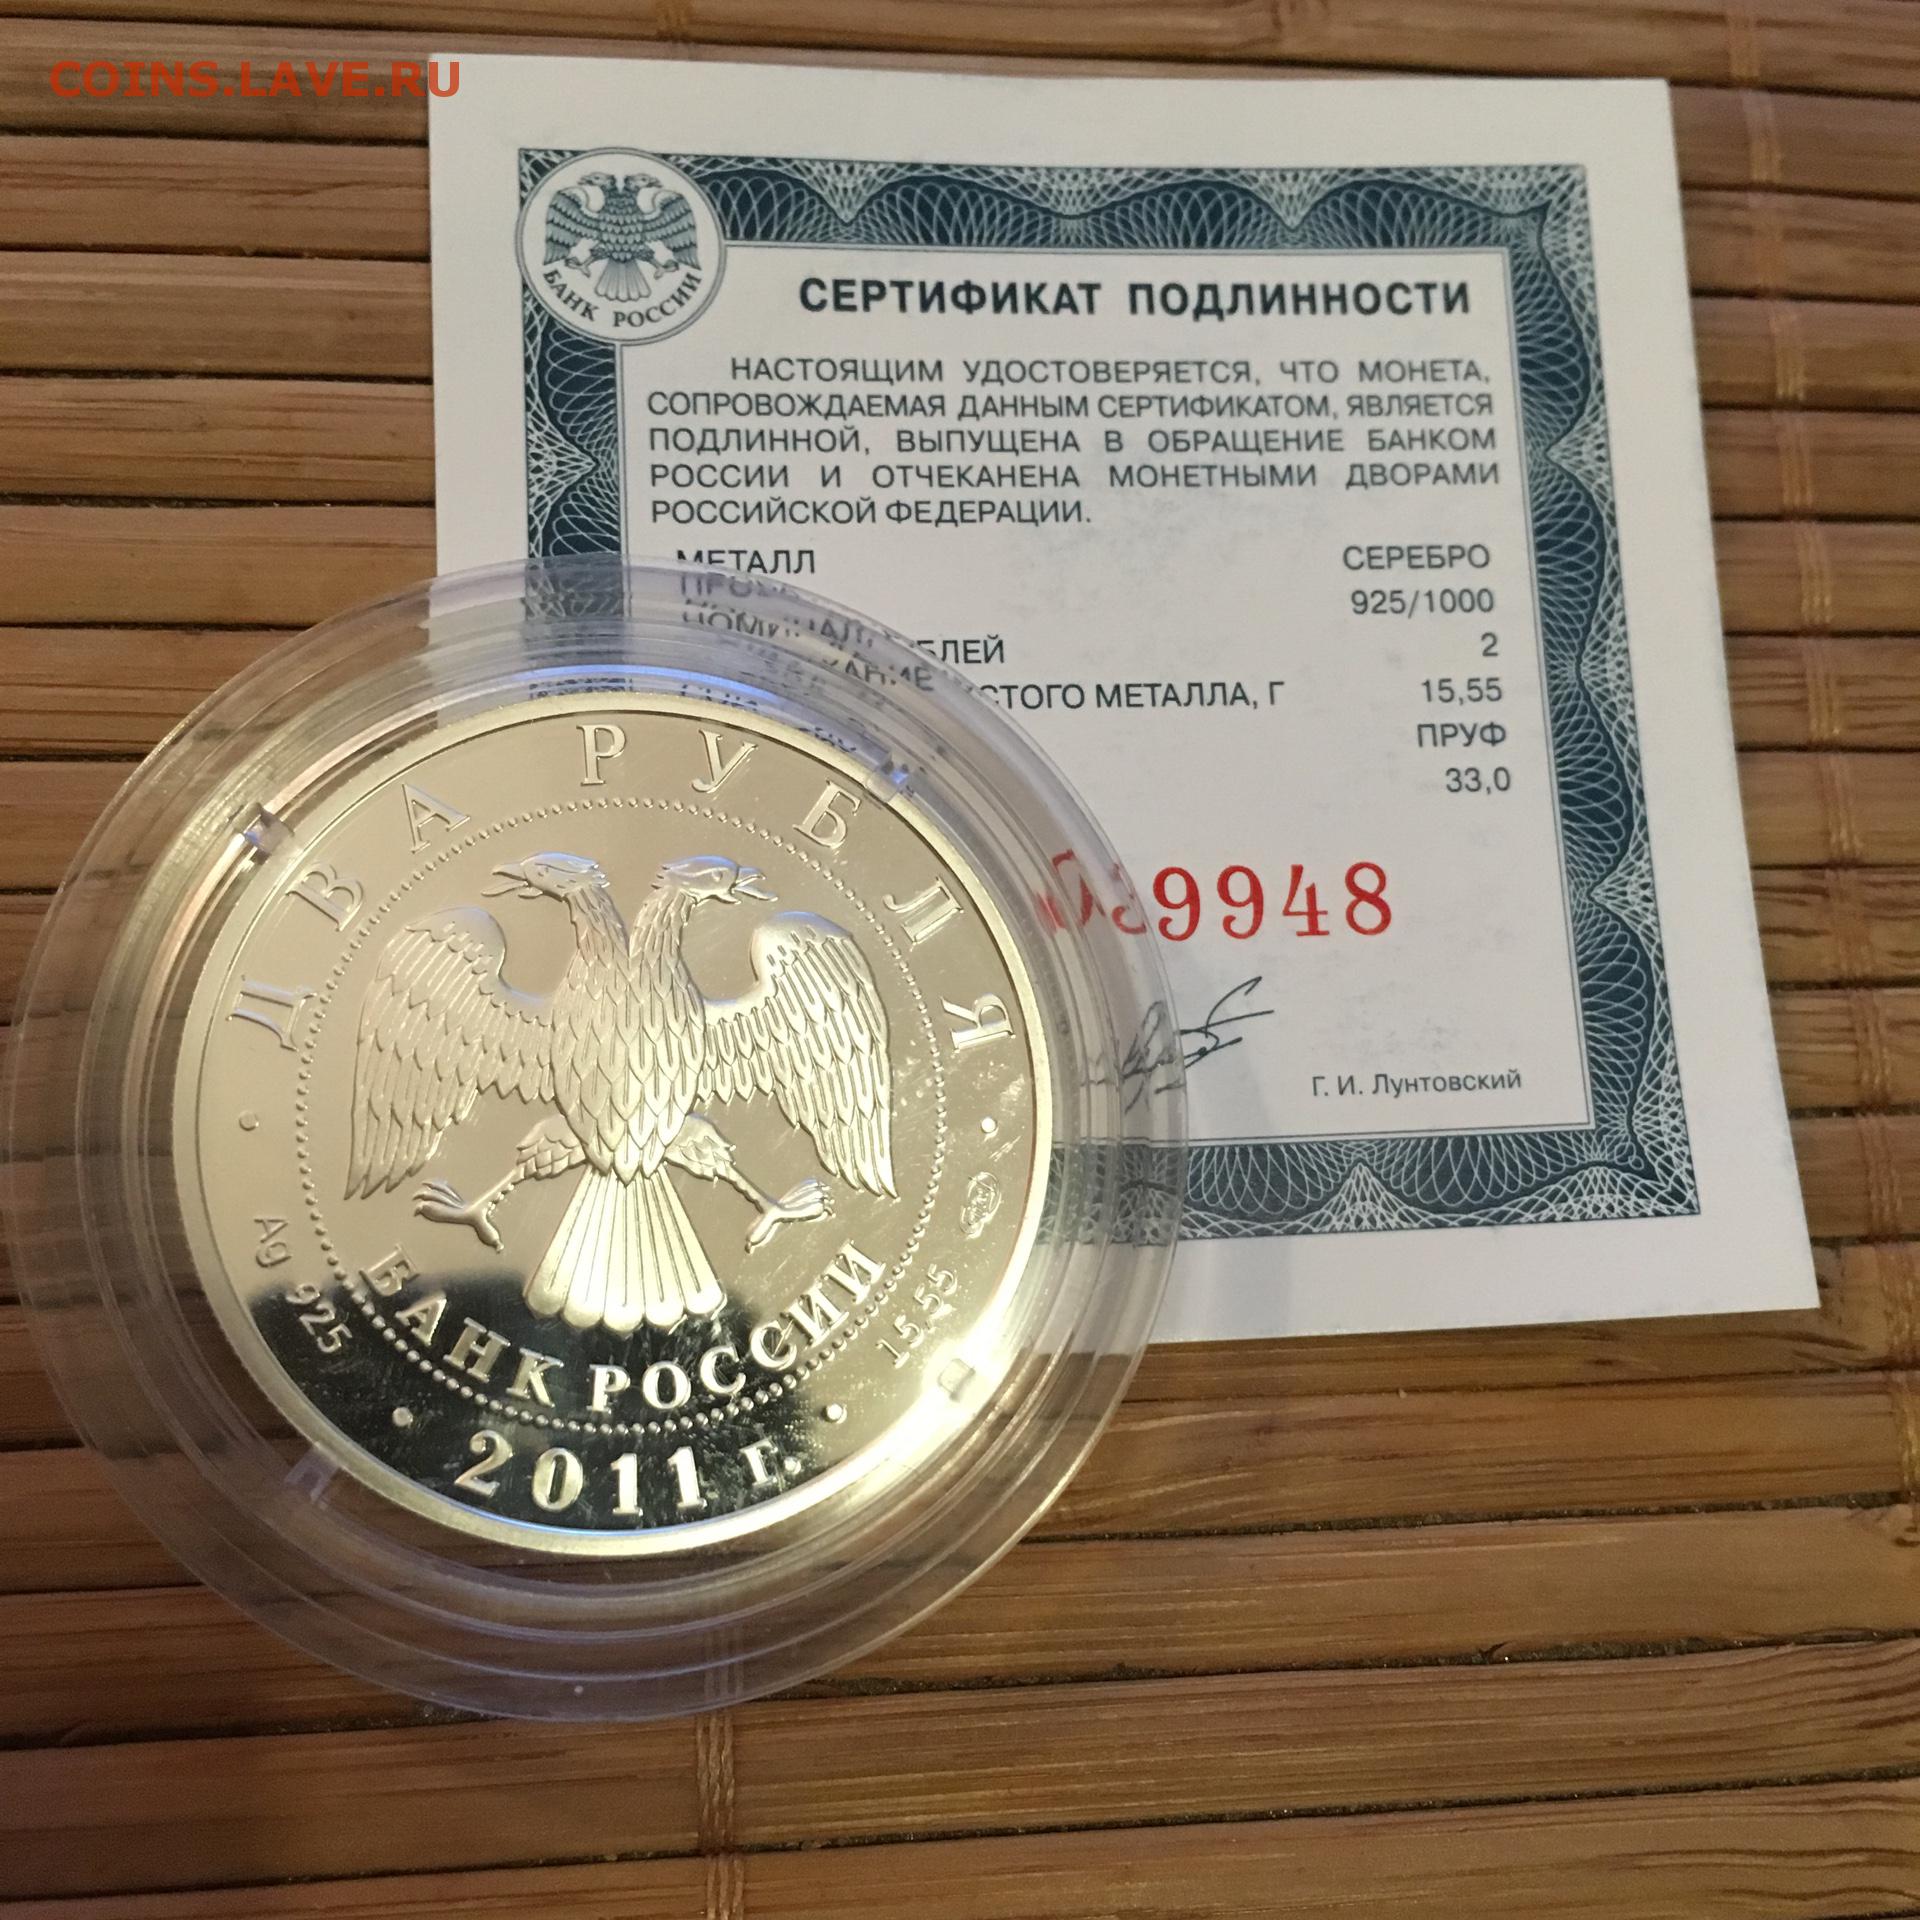 COINS.LAVE.RU
БАНК РОССИИ
СЕРТИФИКАТ ПОДЛИННОСТИ
НАСТОЯЩИМ УДОСТОВЕРЯЕТСЯ, ЧТО МОНЕТА,
СОПРОВОЖДАЕМАЯ ДАННЫМ СЕРТИФИКАТОМ, ЯВЛЯЕТСЯ
ПОДЛИННОЙ, ВЫПУЩЕНА В ОБРАЩЕНИЕ БАНКОМ
РОССИИ И ОТЧЕКАНЕНА МОНЕТНЫМИ ДВОРАМИ
РОССИЙСКОЙ ФЕДЕРАЦИИ.
МЕТАЛЛ СЕРЕБРО
925/1000
2
МЕТАЛЛА, Г 15,55
ПРУФ
33,0
9948
Г. И. Лунтовский
ДВА РУБЛЯ
Ag 925
БАНК РОССИИ
15,55
2011 г.